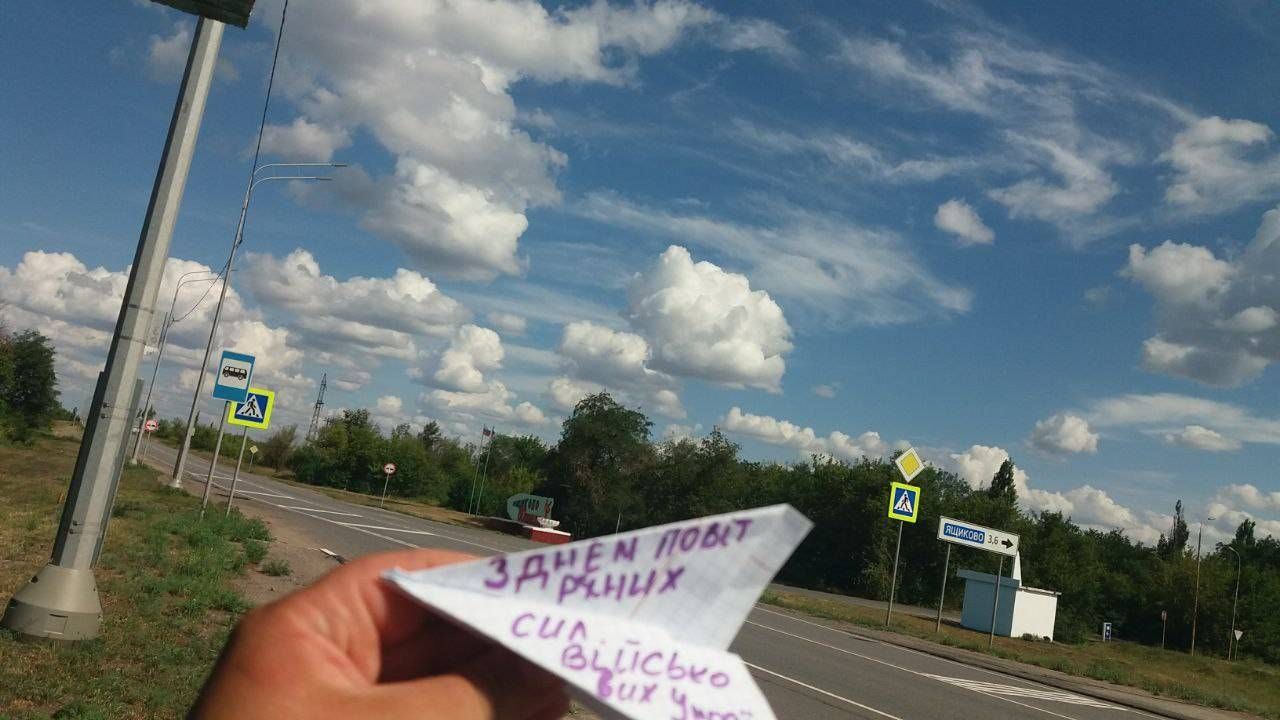 ЯЩИКОВО 3,6
З ДНЕМ ПОВІТ
РЯНИХ
СИЛ
ВІЙСЬКО
ВИХ